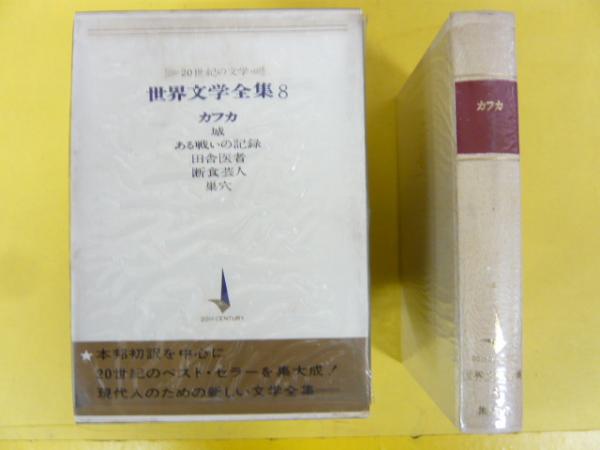 20世紀の文学
世界文学全集8
カフカ
城
ある戦いの記録
田舎医者
断食芸人
巣穴
20TH CENTURY
★本邦初訳を中心に
20世紀のベスト・セラーを集大成!
現代人のための新しい文学全集
カフカ